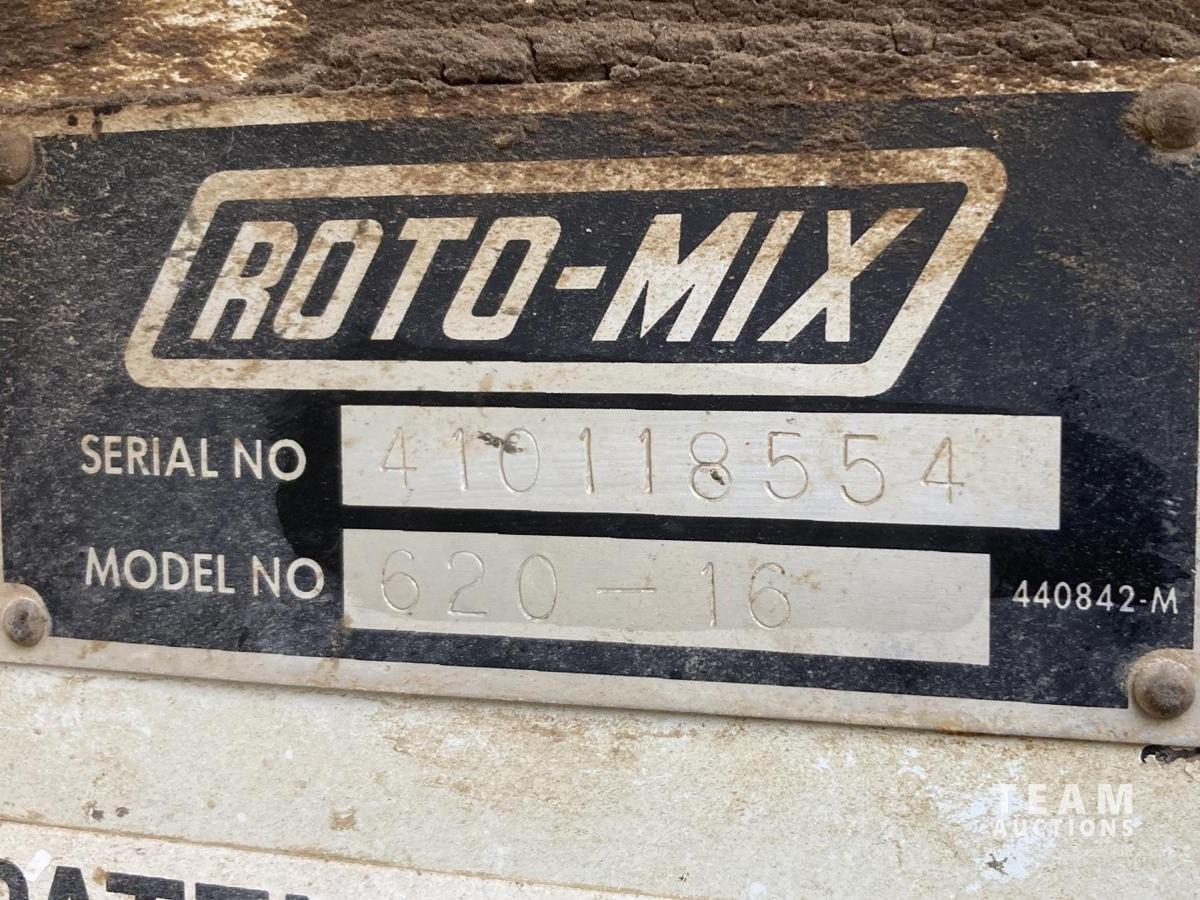 ROTO-MIX
SERIAL NO 410118554
MODEL NO 620-16
440842-M
TEAM
AUCTIONS